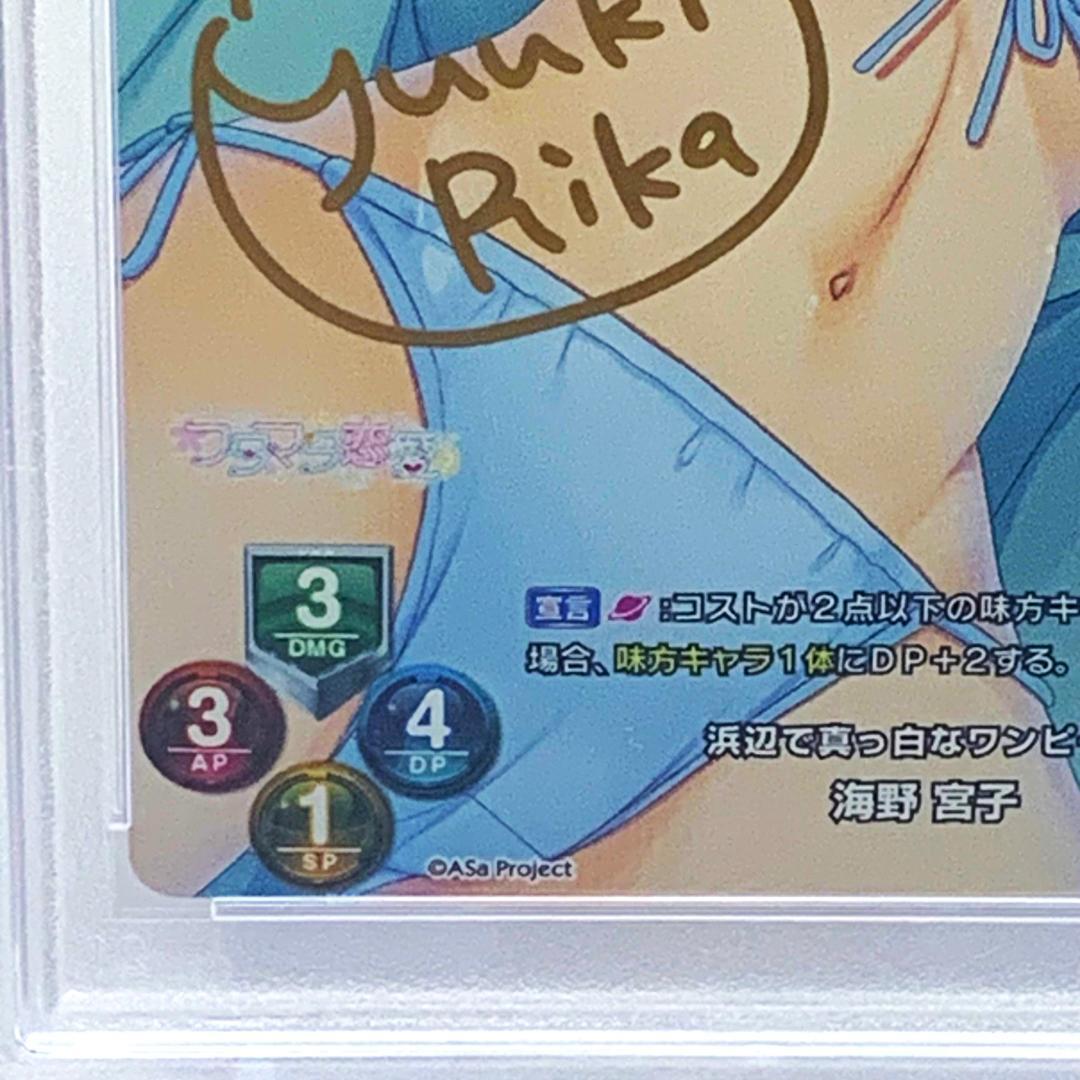 Yuuki
Rika
フタマタ恋愛
3
DMG
3
AP
4
DP
1
SP
宣言 :コストが2点以下の味方キ
場合、味方キャラ1体にDP+2する。
浜辺で真っ白なワンピ
海野 宮子
©ASa Project